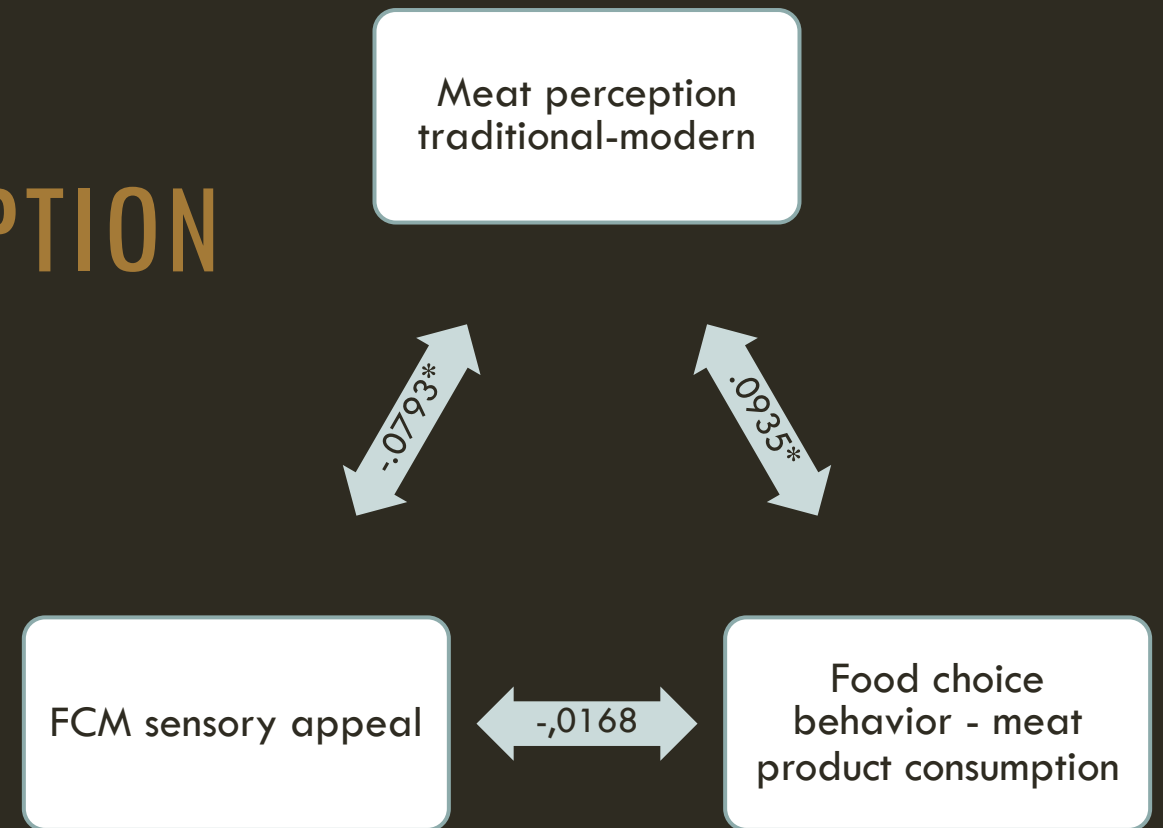 Meat perception
traditional-modern
PTION
-.0793*
.0935*
FCM sensory appeal
-,0168
Food choice
behavior - meat
product consumption